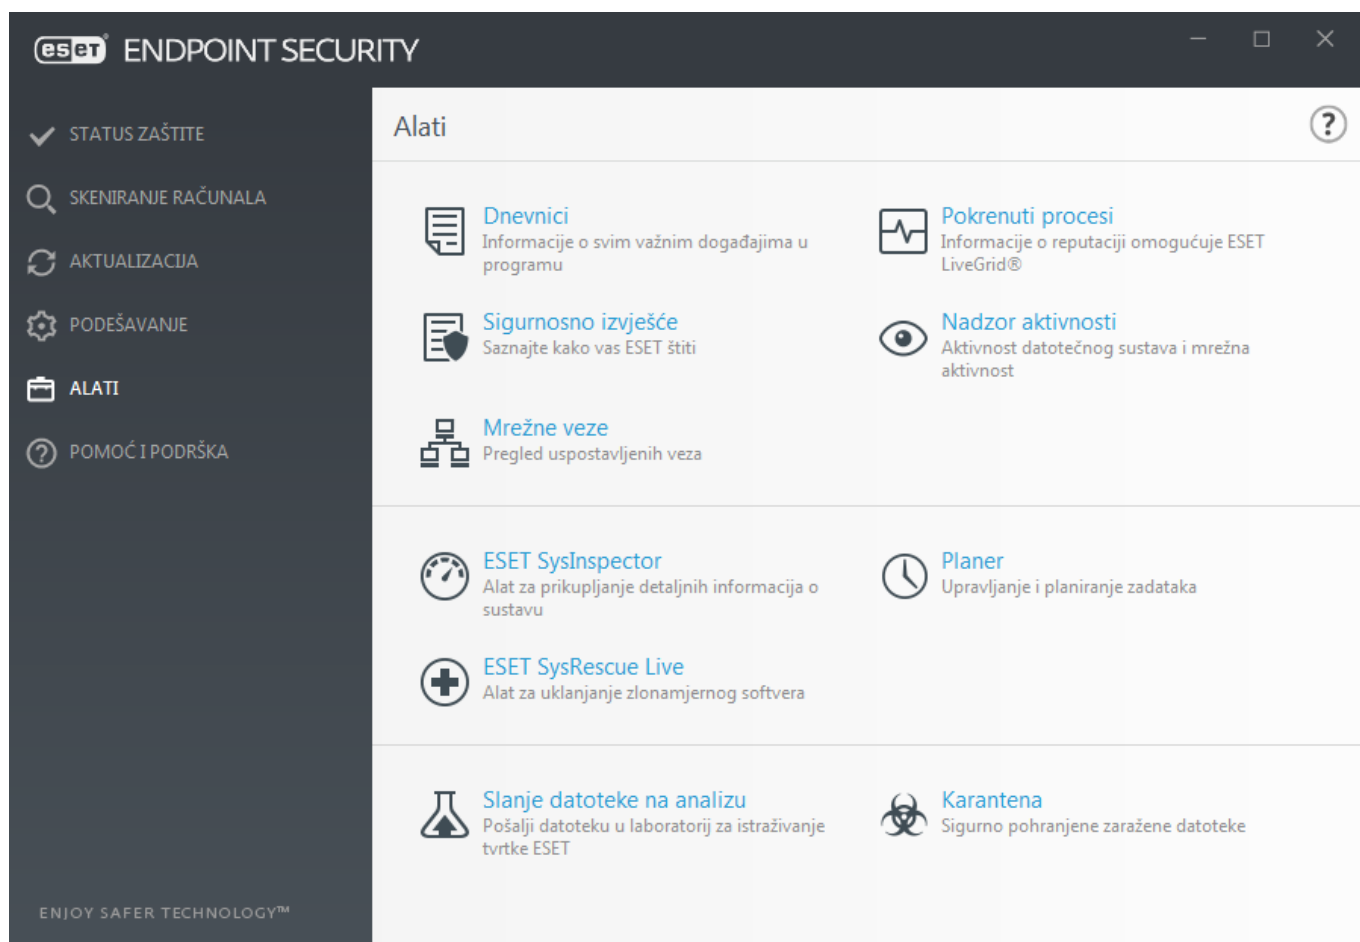 eset ENDPOINT SECURITY
STATUS ZAŠTITE
SKENIRANJE RAČUNALA
AKTUALIZACIJA
PODEŠAVANJE
ALATI
POMOĆ I PODRŠKA
ENJOY SAFER TECHNOLOGY™
Alati
?
Dnevnici
Informacije o svim važnim događajima u
programu
Pokrenuti procesi
Informacije o reputaciji omogućuje ESET
LiveGrid®
Sigurnosno izvješće
Saznajte kako vas ESET štiti
Nadzor aktivnosti
Aktivnost datotečnog sustava i mrežna
aktivnost
Mrežne veze
Pregled uspostavljenih veza
ESET SysInspector
Alat za prikupljanje detaljnih informacija o
sustavu
Planer
Upravljanje i planiranje zadataka
ESET SysRescue Live
Alat za uklanjanje zlonamjernog softvera
Slanje datoteke na analizu
Pošalji datoteku u laboratorij za istraživanje
tvrtke ESET
Karantena
Sigurno pohranjene zaražene datoteke